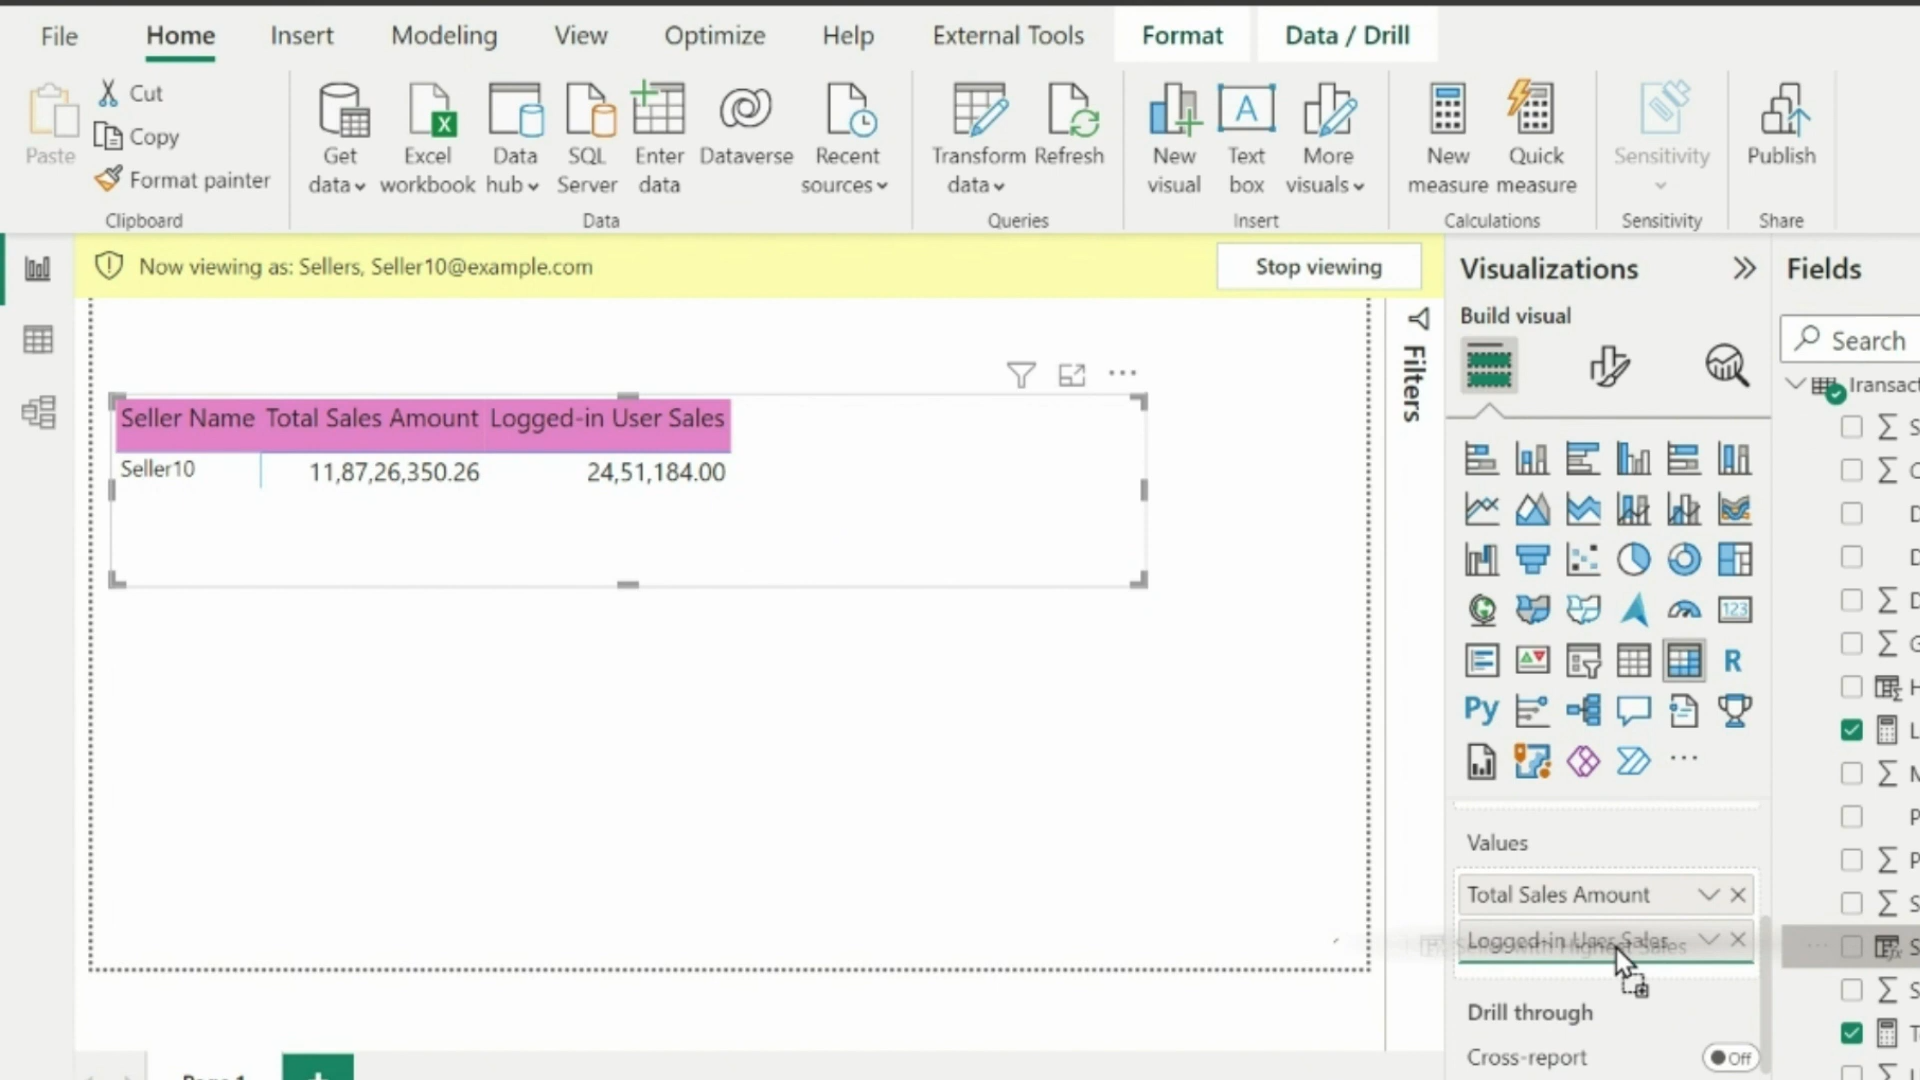 File Home Insert Modeling View Optimize Help External Tools Format Data / Drill
Paste
Cut
Copy
Format painter
Clipboard
Get data
Excel workbook
Data hub
SQL Server
Enter data
Dataverse
Recent sources
Data
Transform data
Refresh
Queries
New visual
Text box
More visuals
Insert
New measure
Quick measure
Calculations
Sensitivity
Sensitivity
Publish
Share
Now viewing as: Sellers, Seller10@example.com
Stop viewing
Seller Name Total Sales Amount Logged-in User Sales
Seller10 11,87,26,350.26 24,51,184.00
Filters
Visualizations
Build visual
123
R
Py
Values
Total Sales Amount
Logged-in User Sales
Drill through
Cross-report
Off
Fields
Search
Page 1